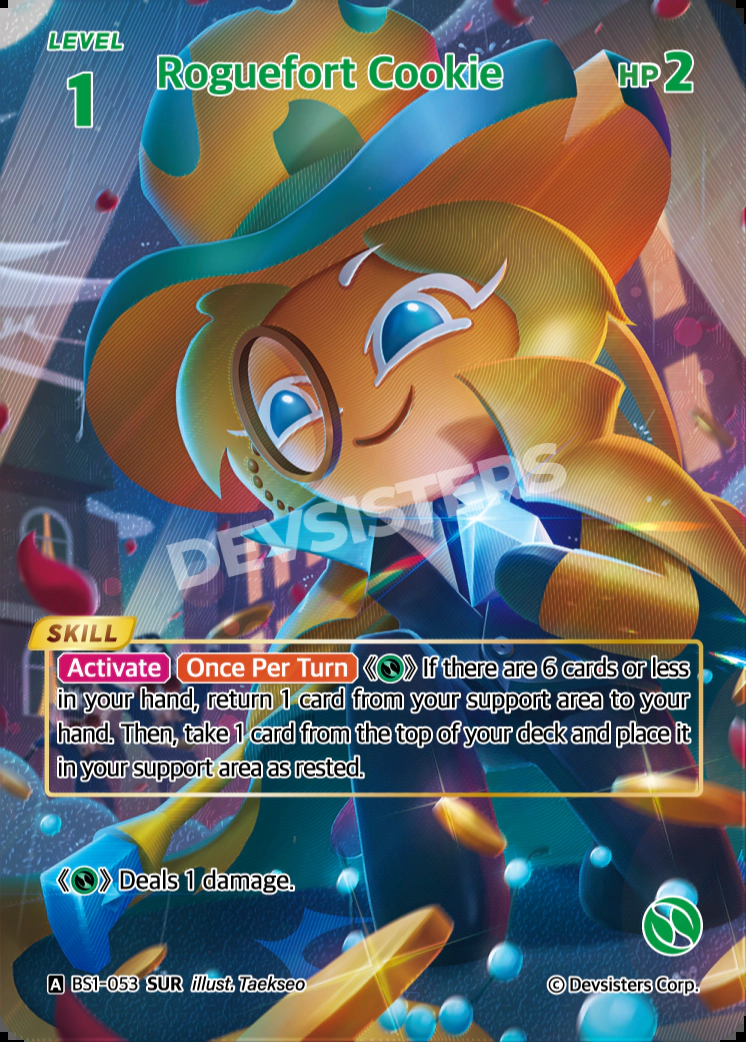 LEVEL
1
Roguefort Cookie
HP 2
DEVSISTERS
SKILL
Activate Once Per Turn 《 》 If there are 6 cards or less
in your hand, return 1 card from your support area to your
hand. Then, take 1 card from the top of your deck and place it
in your support area as rested.
《 》 Deals 1 damage.
A BS1-053 SUR illust. Taekseo
© Devsisters Corp.